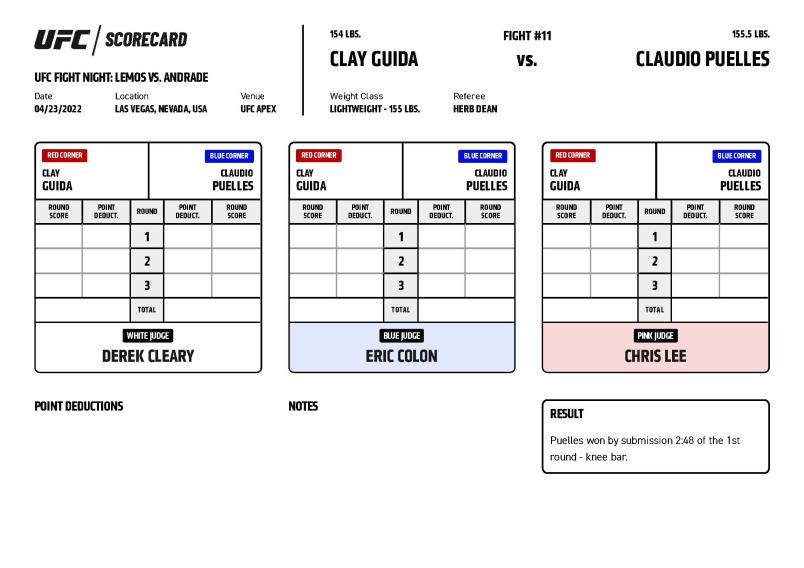 UFC / SCORECARD
UFC FIGHT NIGHT: LEMOS VS. ANDRADE
Date Location Venue
04/23/2022 LAS VEGAS, NEVADA, USA UFC APEX
154 LBS. FIGHT #11 155.5 LBS.
CLAY GUIDA vs. CLAUDIO PUELLES
Weight Class Referee
LIGHTWEIGHT - 155 LBS. HERB DEAN
RED CORNER BLUE CORNER
CLAY CLAUDIO
GUIDA PUELLES
ROUND SCORE POINT DEDUCT. ROUND POINT DEDUCT. ROUND SCORE
1
2
3
TOTAL
WHITE JUDGE
DEREK CLEARY
RED CORNER BLUE CORNER
CLAY CLAUDIO
GUIDA PUELLES
ROUND SCORE POINT DEDUCT. ROUND POINT DEDUCT. ROUND SCORE
1
2
3
TOTAL
BLUE JUDGE
ERIC COLON
RED CORNER BLUE CORNER
CLAY CLAUDIO
GUIDA PUELLES
ROUND SCORE POINT DEDUCT. ROUND POINT DEDUCT. ROUND SCORE
1
2
3
TOTAL
PINK JUDGE
CHRIS LEE
POINT DEDUCTIONS
NOTES
RESULT
Puelles won by submission 2:48 of the 1st
round - knee bar.